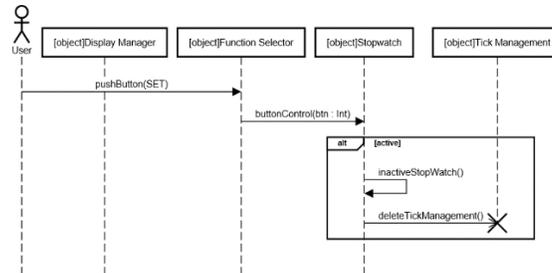 User
[object]Display Manager
[object]Function Selector
[object]Stopwatch
[object]Tick Management
pushButton(SET)
buttonControl(btn : Int)
alt
[active]
inactiveStopWatch()
deleteTickManagement()